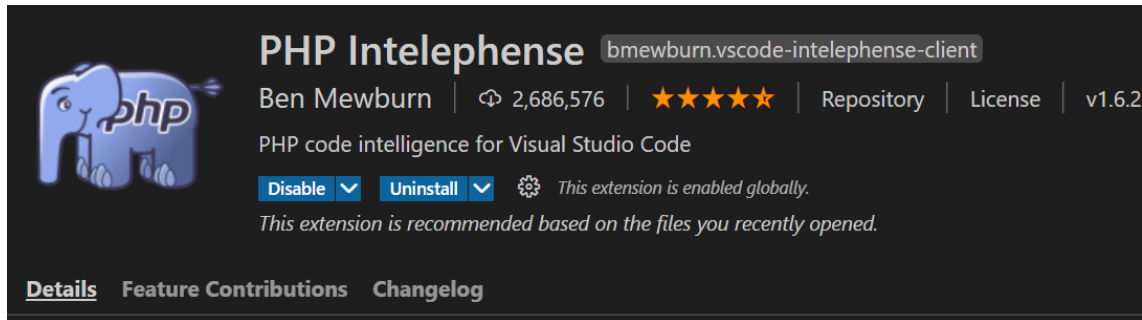 PHP Intelephense bmewburn.vscode-intelephense-client
php
Ben Mewburn 2,686,576 Repository License v1.6.2
PHP code intelligence for Visual Studio Code
Disable Uninstall This extension is enabled globally.
This extension is recommended based on the files you recently opened.
Details Feature Contributions Changelog